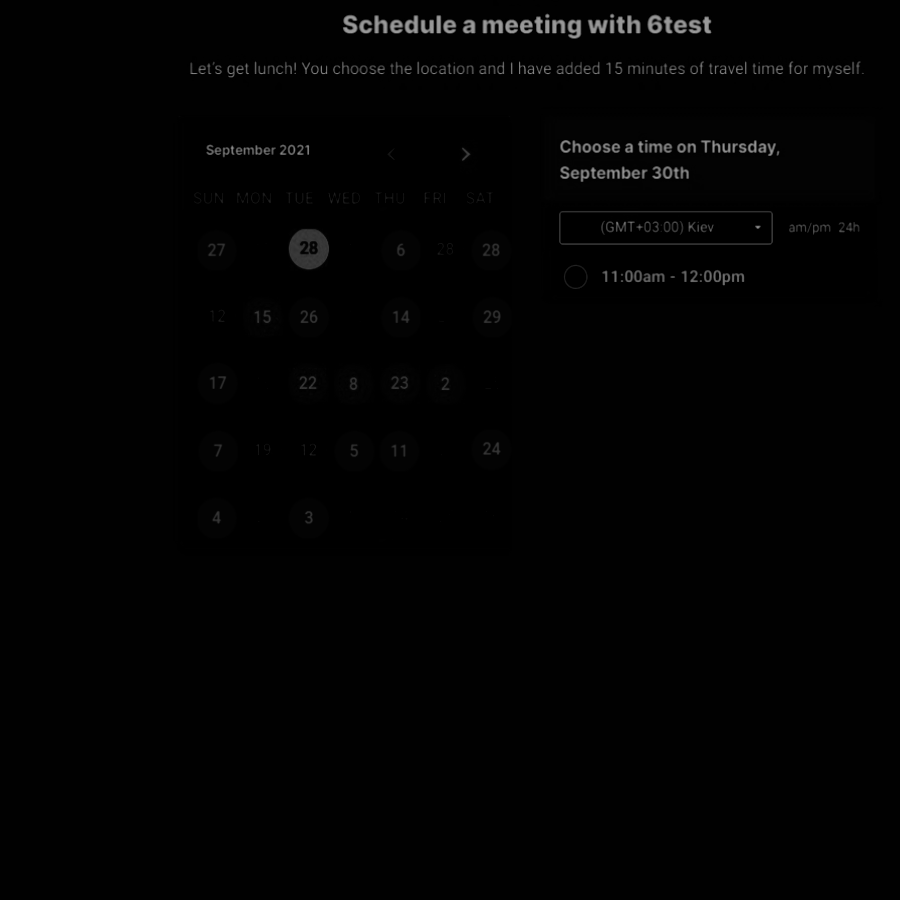 Schedule a meeting with 6test
Let's get lunch! You choose the location and I have added 15 minutes of travel time for myself.
September 2021
SUN MON TUE WED THU FRI SAT
27 28 6 28 28
12 15 26 14 29
17 22 8 23 2
7 19 12 5 11 24
4 3
Choose a time on Thursday,
September 30th
(GMT+03:00) Kiev am/pm 24h
11:00am - 12:00pm